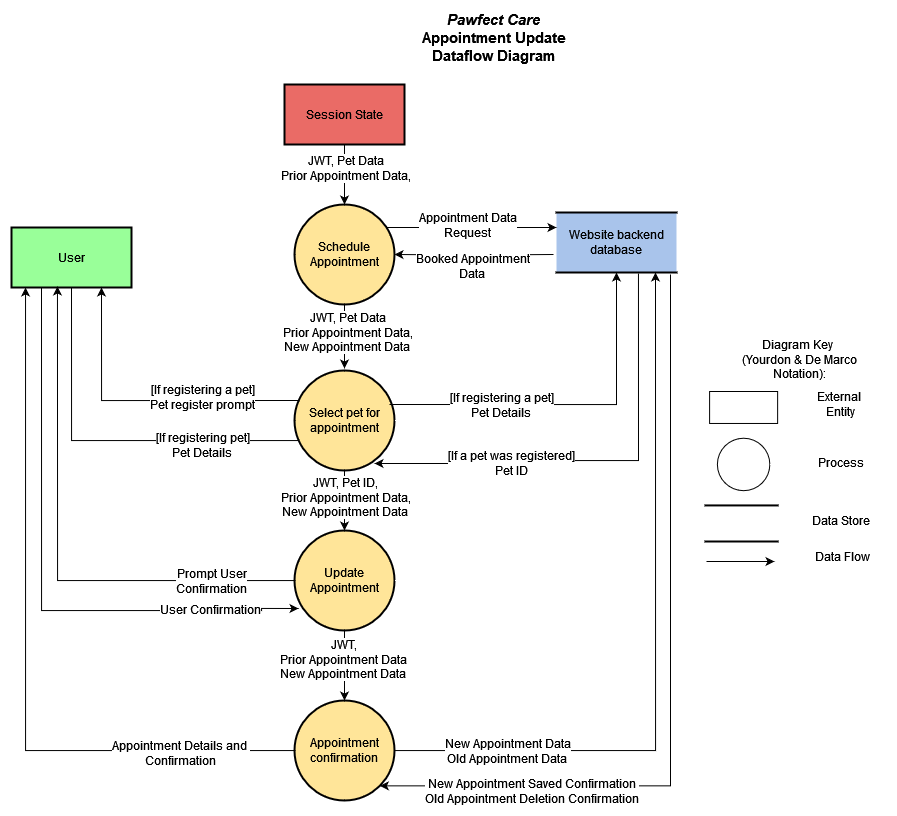 Pawfect Care
Appointment Update
Dataflow Diagram
Session State
JWT, Pet Data
Prior Appointment Data,
Schedule
Appointment
Appointment Data
Request
Booked Appointment
Data
Website backend
database
User
JWT, Pet Data
Prior Appointment Data,
New Appointment Data
[If registering a pet]
Pet register prompt
Select pet for
appointment
[If registering a pet]
Pet Details
[If registering pet]
Pet Details
[If a pet was registered]
Pet ID
JWT, Pet ID,
Prior Appointment Data,
New Appointment Data
Prompt User
Confirmation
Update
Appointment
User Confirmation
JWT,
Prior Appointment Data
New Appointment Data
Appointment Details and
Confirmation
Appointment
confirmation
New Appointment Data
Old Appointment Data
New Appointment Saved Confirmation
Old Appointment Deletion Confirmation
Diagram Key
(Yourdon & De Marco
Notation):
External
Entity
Process
Data Store
Data Flow